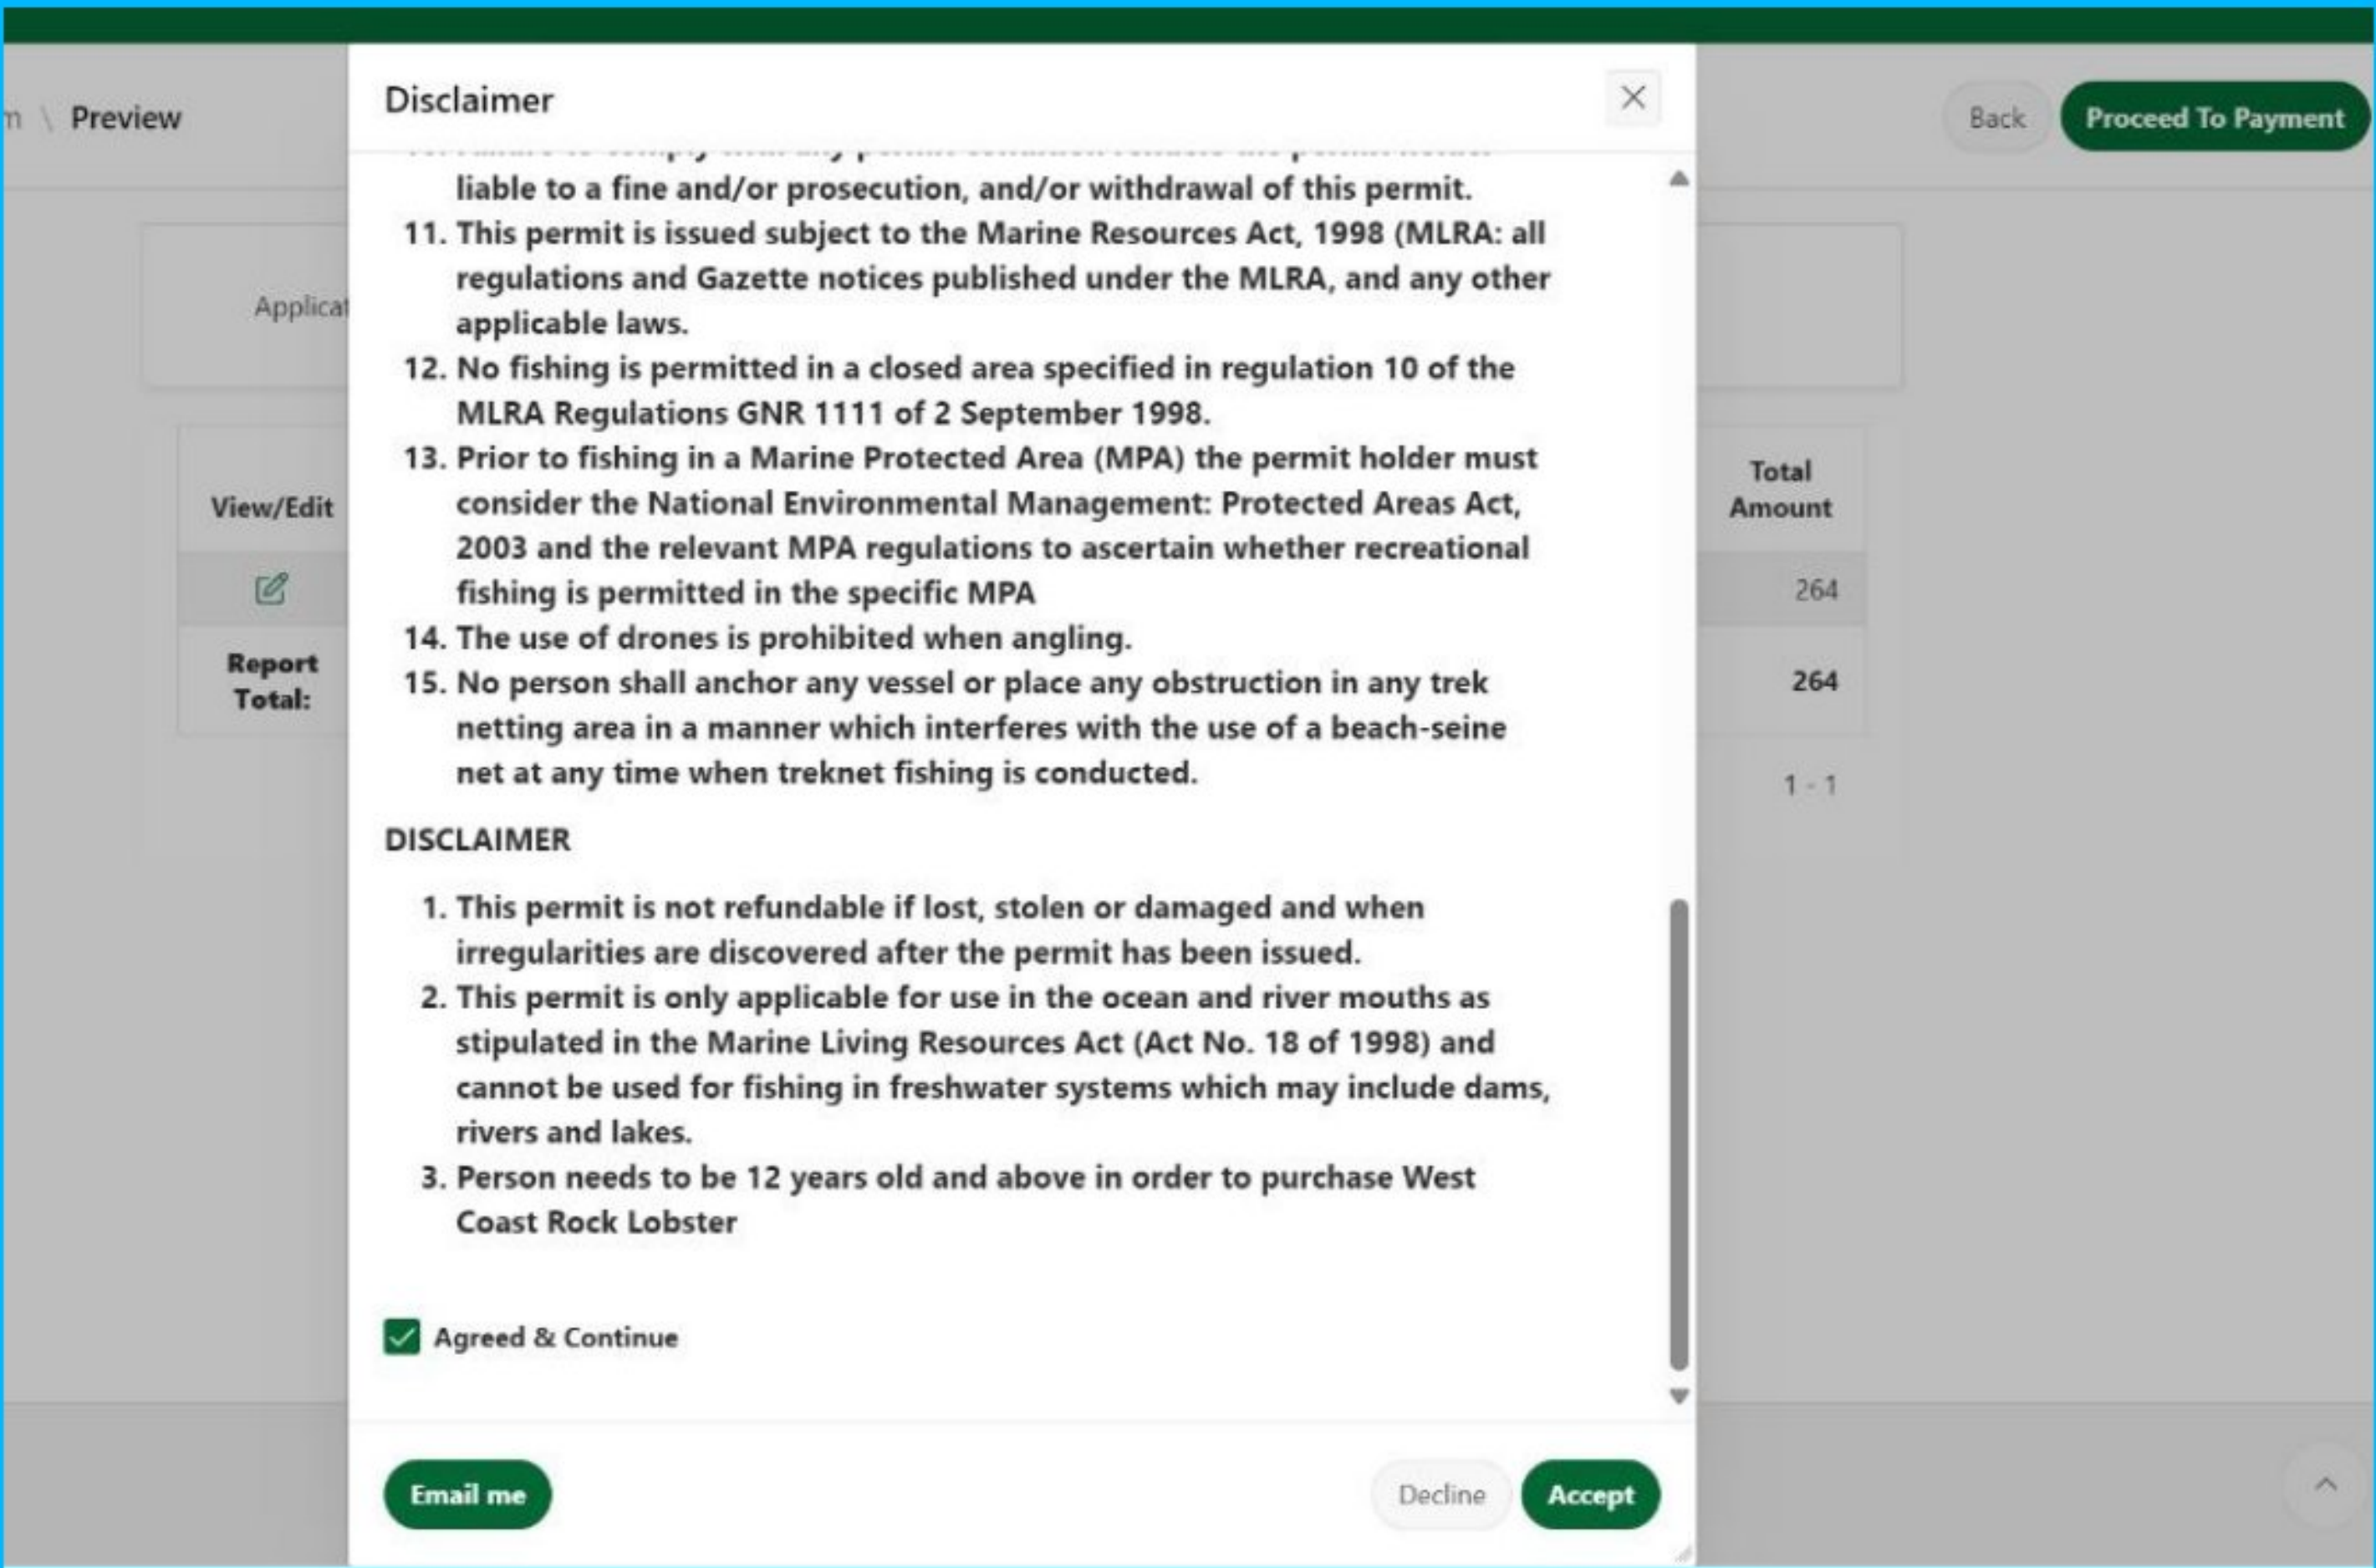 m \ Preview
Back
Proceed To Payment
Disclaimer
liable to a fine and/or prosecution, and/or withdrawal of this permit.
11. This permit is issued subject to the Marine Resources Act, 1998 (MLRA: all
regulations and Gazette notices published under the MLRA, and any other
applicable laws.
12. No fishing is permitted in a closed area specified in regulation 10 of the
MLRA Regulations GNR 1111 of 2 September 1998.
13. Prior to fishing in a Marine Protected Area (MPA) the permit holder must
consider the National Environmental Management: Protected Areas Act,
2003 and the relevant MPA regulations to ascertain whether recreational
fishing is permitted in the specific MPA
14. The use of drones is prohibited when angling.
15. No person shall anchor any vessel or place any obstruction in any trek
netting area in a manner which interferes with the use of a beach-seine
net at any time when treknet fishing is conducted.
DISCLAIMER
1. This permit is not refundable if lost, stolen or damaged and when
irregularities are discovered after the permit has been issued.
2. This permit is only applicable for use in the ocean and river mouths as
stipulated in the Marine Living Resources Act (Act No. 18 of 1998) and
cannot be used for fishing in freshwater systems which may include dams,
rivers and lakes.
3. Person needs to be 12 years old and above in order to purchase West
Coast Rock Lobster
Agreed & Continue
Email me
Decline
Accept
Applicat
View/Edit
Report
Total:
Total
Amount
264
264
1 - 1